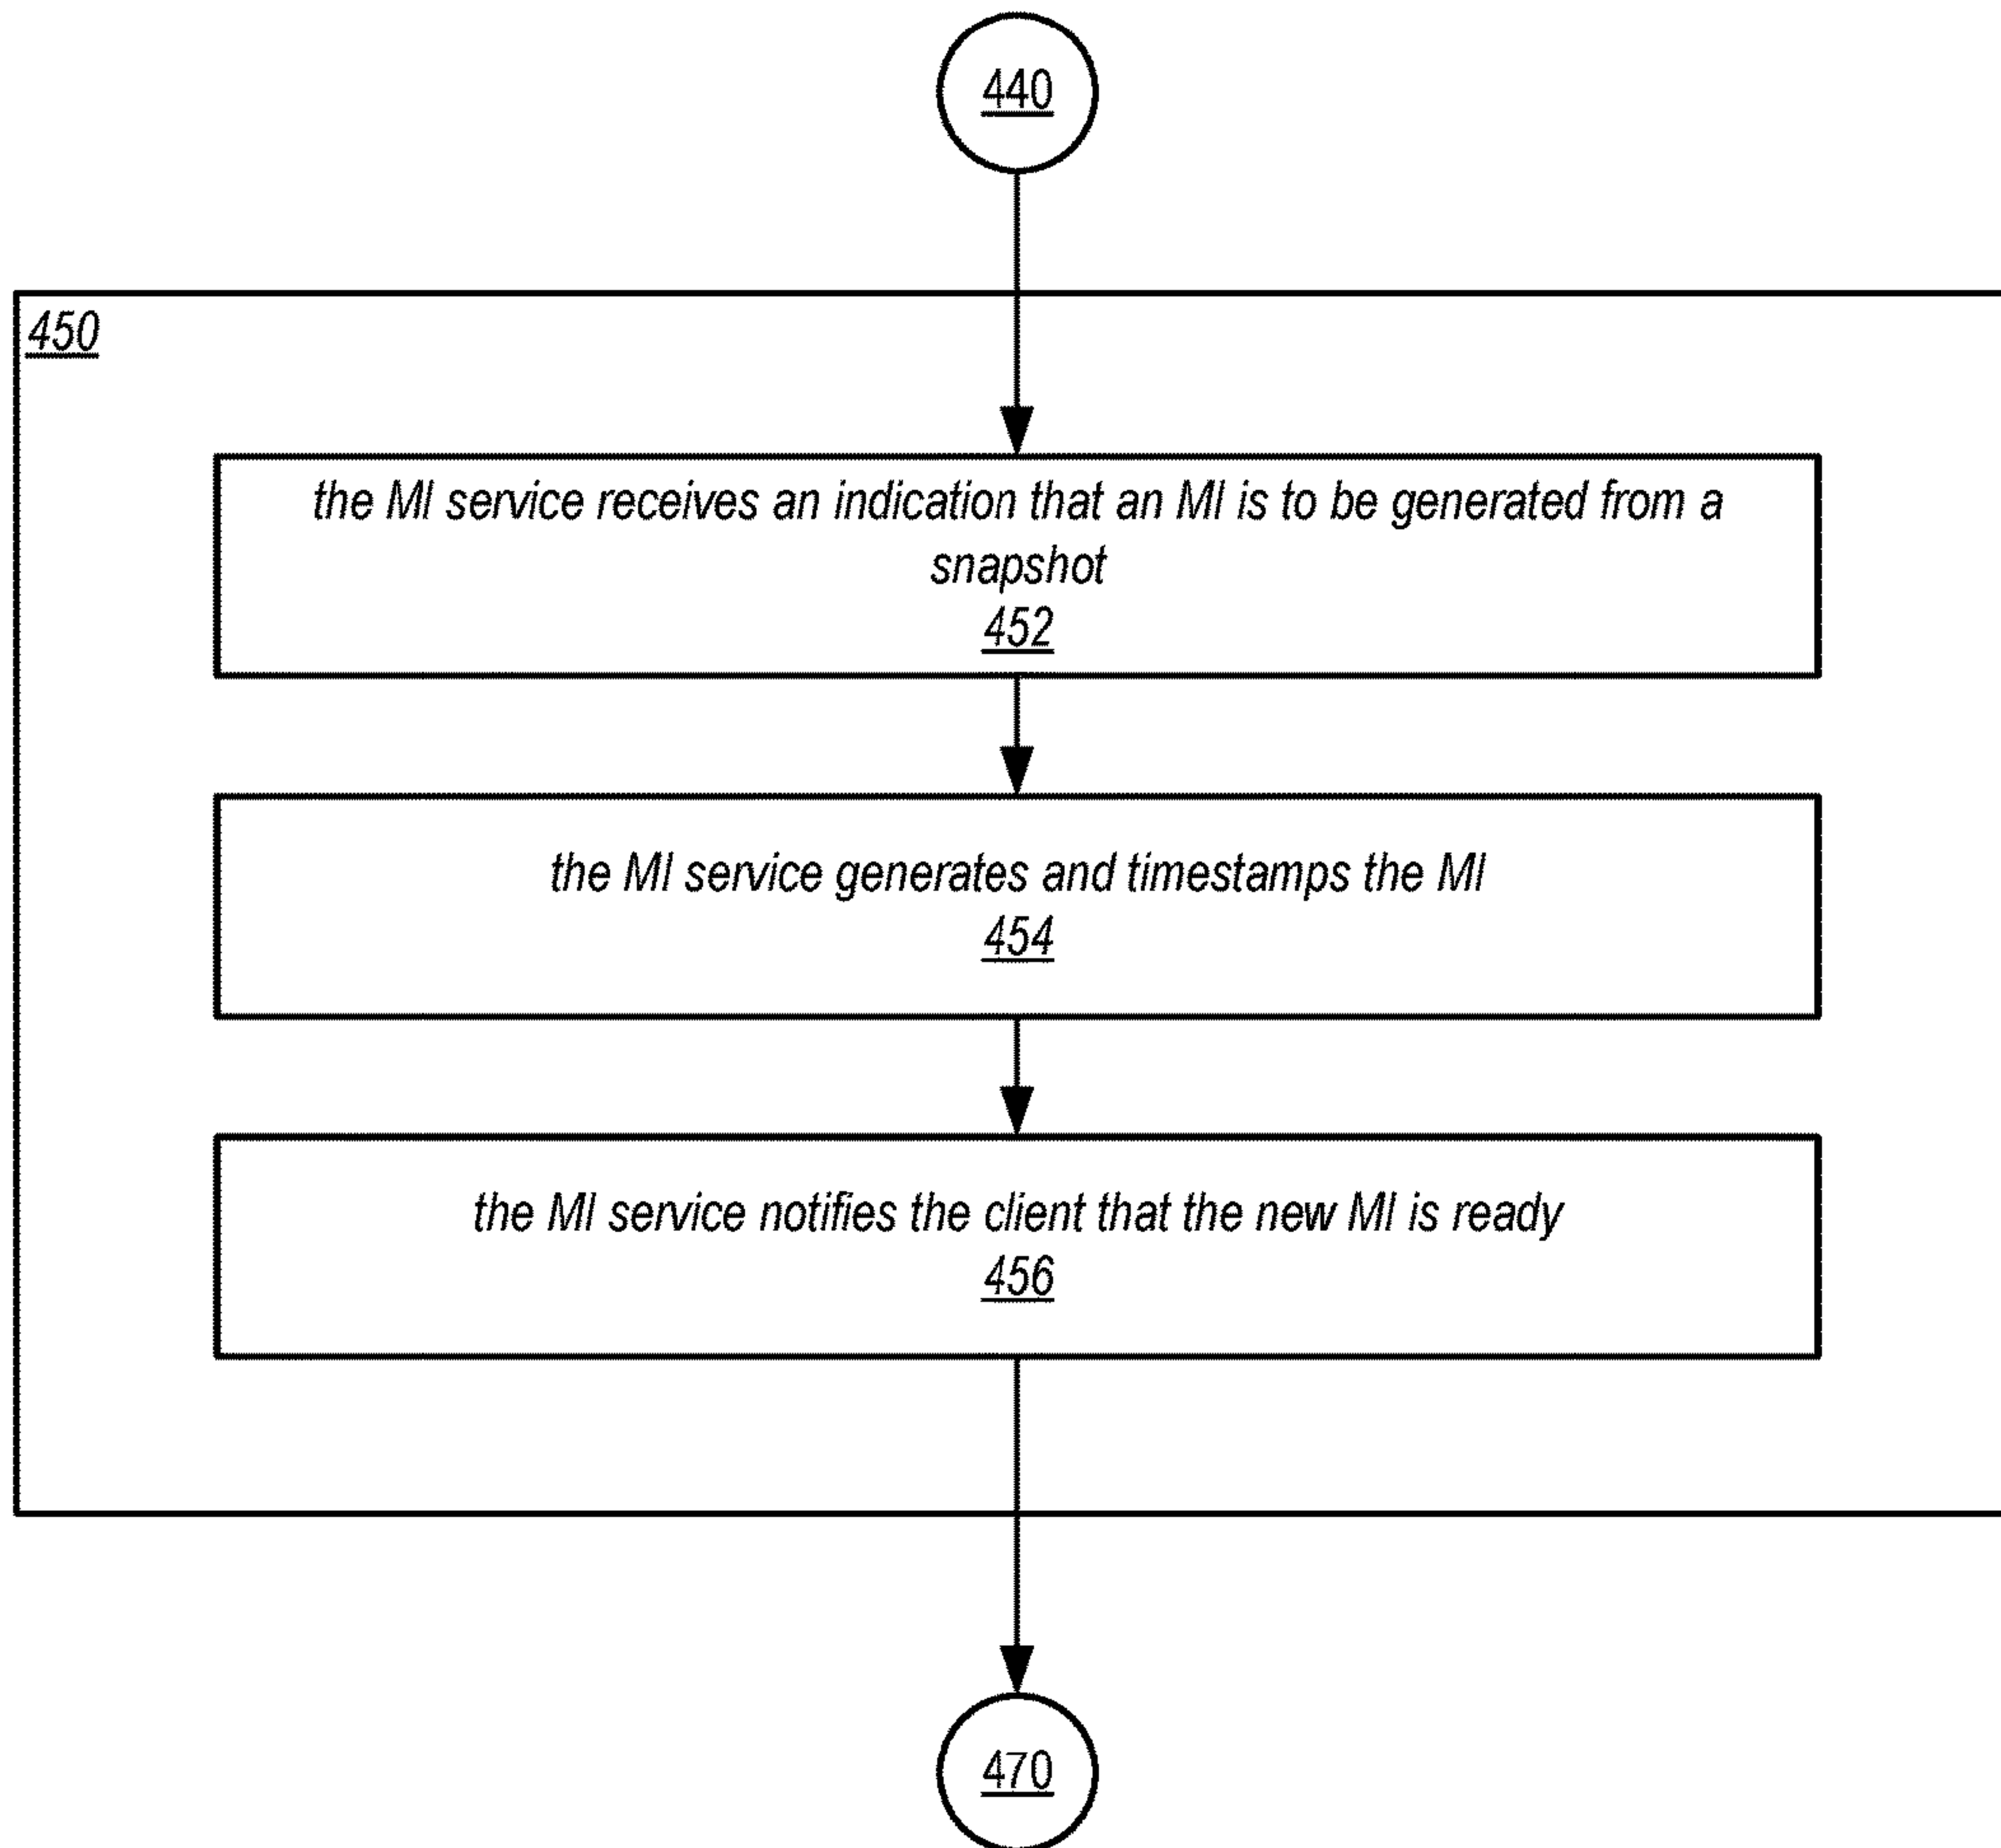 440
450
the MI service receives an indication that an MI is to be generated from a
snapshot
452
the MI service generates and timestamps the MI
454
the MI service notifies the client that the new MI is ready
456
470